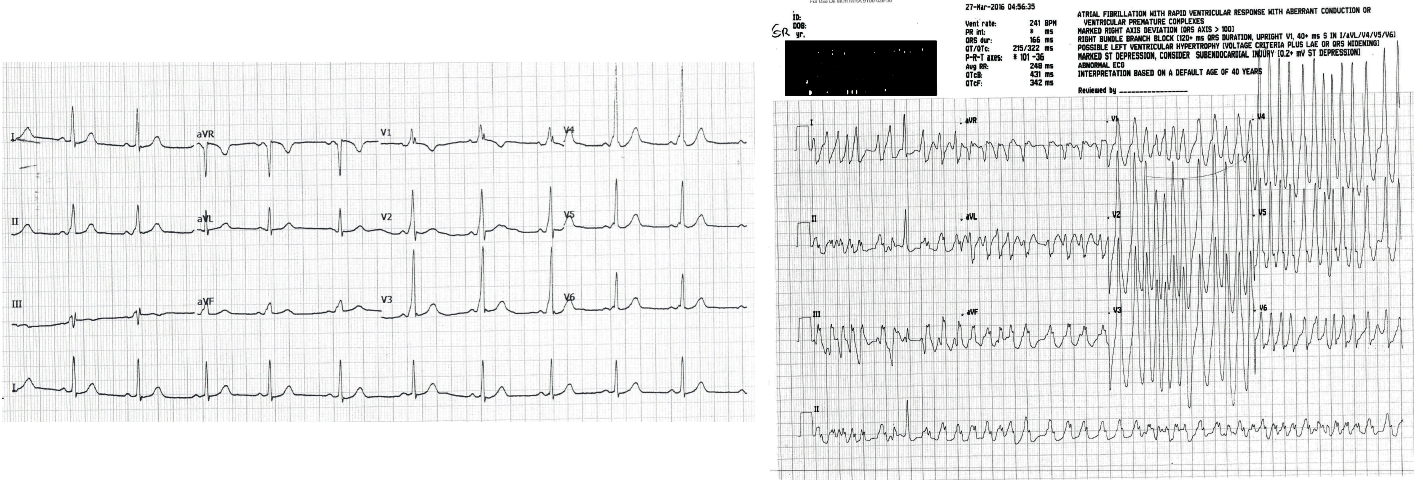 I
aVR
V1
V4
II
aVL
V2
V5
III
aVF
V3
V6
I
27-Mar-2016 04:56:35
ID:
DOB:
yr.
SR
Vent rate: 241 BPM
PR int: * ms
QRS dur: 166 ms
QT/QTc: 215/322 ms
P-R-T axes: * 101 -36
Avg RR: 248 ms
QTcB: 431 ms
QTcF: 342 ms
ATRIAL FIBRILLATION WITH RAPID VENTRICULAR RESPONSE WITH ABERRANT CONDUCTION OR
VENTRICULAR PREMATURE COMPLEXES
MARKED RIGHT AXIS DEVIATION [QRS AXIS > 100]
RIGHT BUNDLE BRANCH BLOCK [120+ ms QRS DURATION, UPRIGHT V1, 40+ ms S IN I/aVL/V4/V5/V6]
POSSIBLE LEFT VENTRICULAR HYPERTROPHY [VOLTAGE CRITERIA PLUS LAE OR QRS WIDENING]
MARKED ST DEPRESSION, CONSIDER SUBENDOCARDIAL INJURY [0.2+ mV ST DEPRESSION]
ABNORMAL ECG
INTERPRETATION BASED ON A DEFAULT AGE OF 40 YEARS
Reviewed by
I
aVR
V1
V4
II
aVL
V2
V5
III
aVF
V3
V6
II